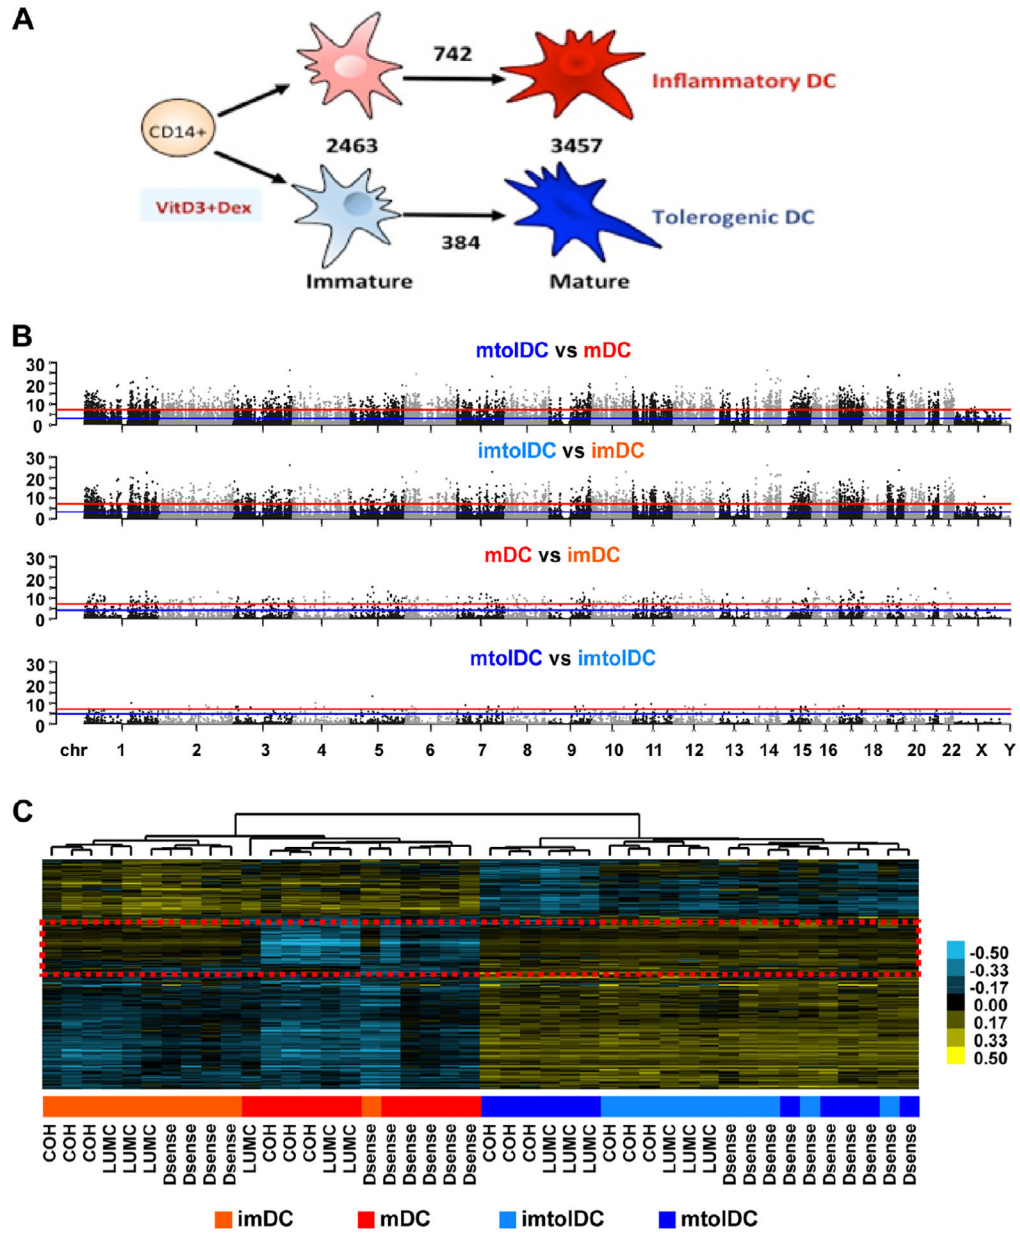 A
742
Inflammatory DC
CD14+
2463
3457
VitD3+Dex
Tolerogenic DC
384
Immature
Mature
B
mtolDC vs mDC
30
20
10
0
imtolDC vs imDC
30
20
10
0
mDC vs imDC
30
20
10
0
mtolDC vs imtolDC
30
20
10
0
chr 1 2 3 4 5 6 7 8 9 10 11 12 13 14 15 16 18 20 22 X Y
C
-0.50
-0.33
-0.17
0.00
0.17
0.33
0.50
COH COH COH LUMC LUMC LUMC Dsense Dsense Dsense Dsense LUMC COH COH COH LUMC LUMC Dsense Dsense Dsense Dsense Dsense Dsense COH COH COH LUMC LUMC LUMC COH COH COH LUMC LUMC LUMC Dsense Dsense Dsense Dsense Dsense Dsense Dsense Dsense Dsense Dsense
imDC mDC imtolDC mtolDC